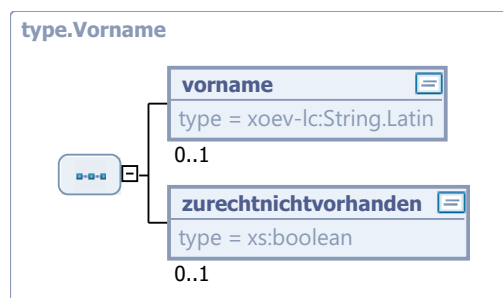 type.Vorname
vorname
type = xoev-lc:String.Latin
0..1
zurechtnichtvorhanden
type = xs:boolean
0..1